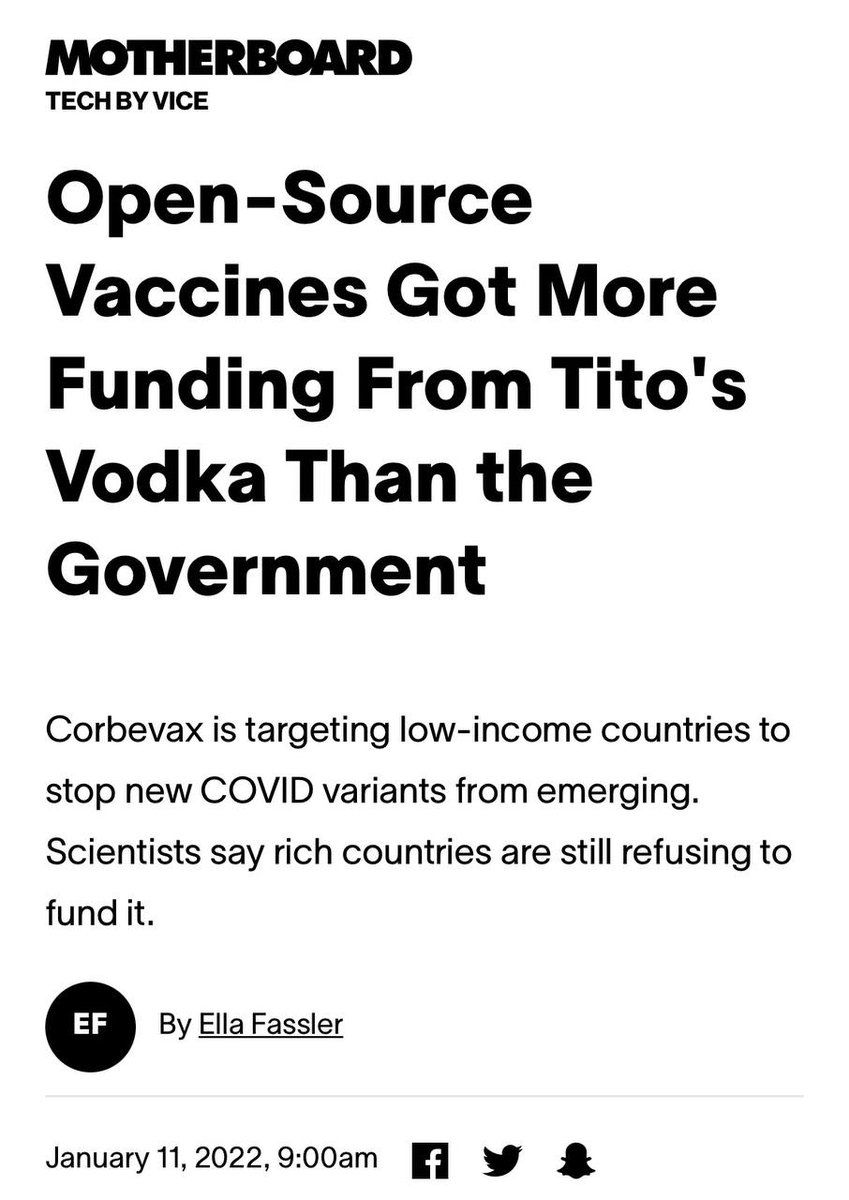 MOTHERBOARD
TECH BY VICE
Open-Source
Vaccines Got More
Funding From Tito's
Vodka Than the
Government
Corbevax is targeting low-income countries to
stop new COVID variants from emerging.
Scientists say rich countries are still refusing to
fund it.
EF
By Ella Fassler
January 11, 2022, 9:00am